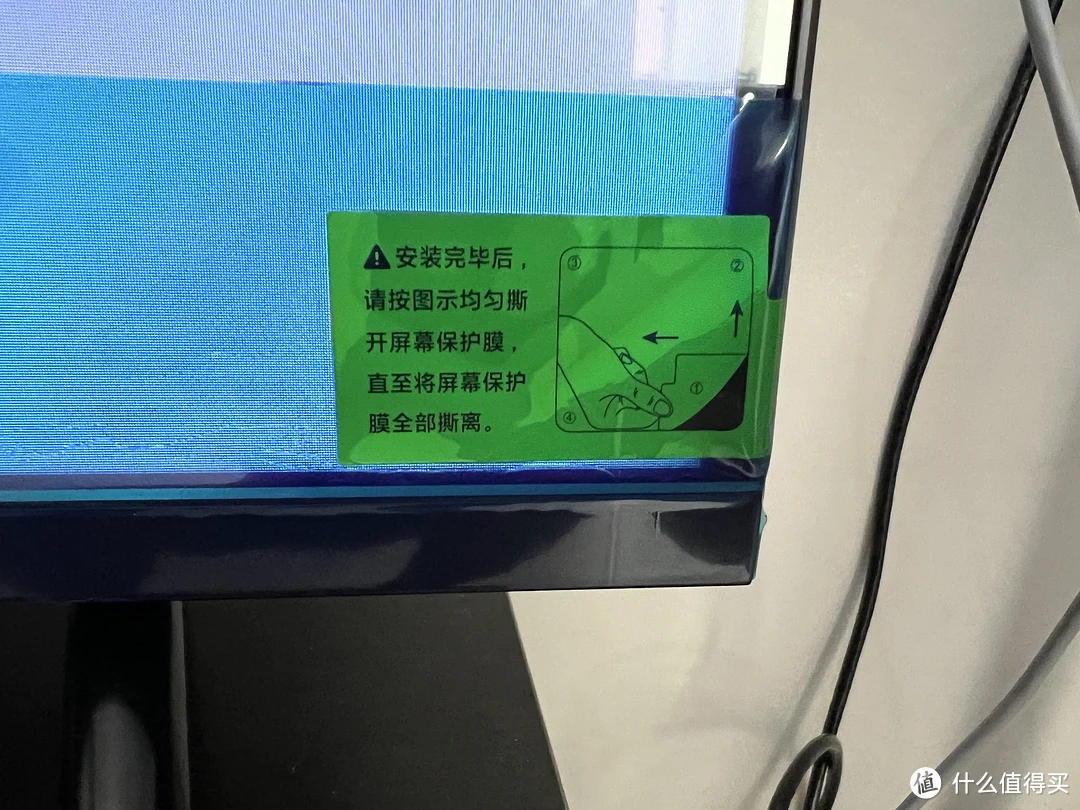 安装完毕后，
请按图示均匀撕
开屏幕保护膜，
直至将屏幕保护
膜全部撕离。
③
②
①
④
值 什么值得买